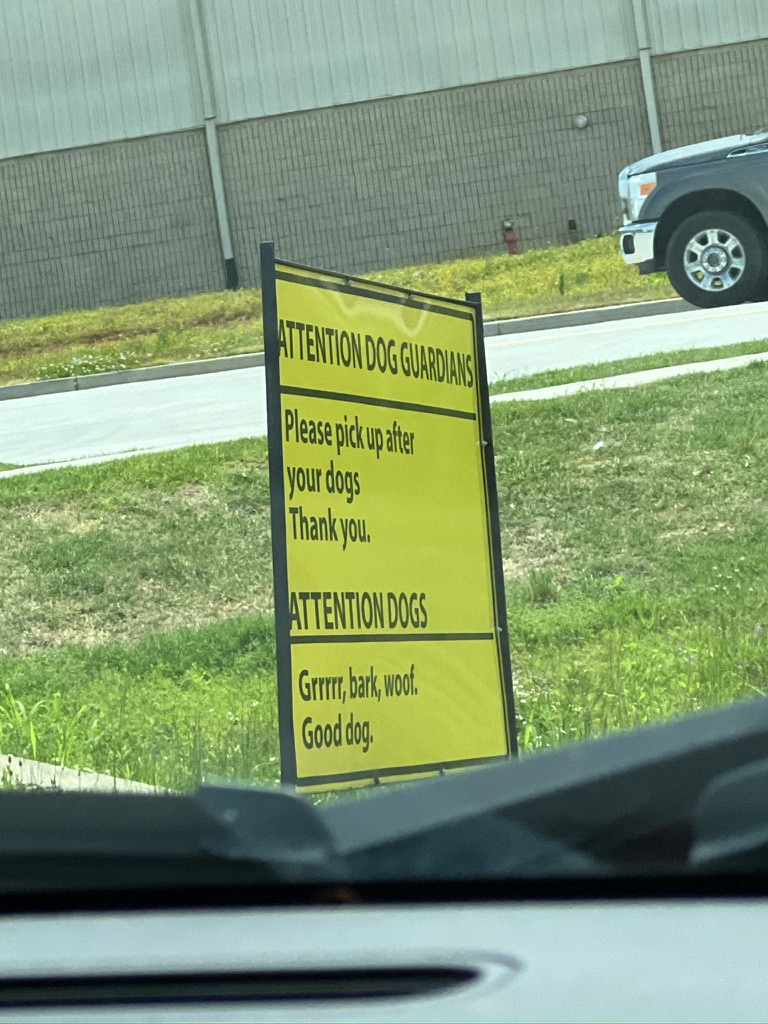 ATTENTION DOG GUARDIANS
Please pick up after
your dogs
Thank you.
ATTENTION DOGS
Grrrrr, bark, woof.
Good dog.